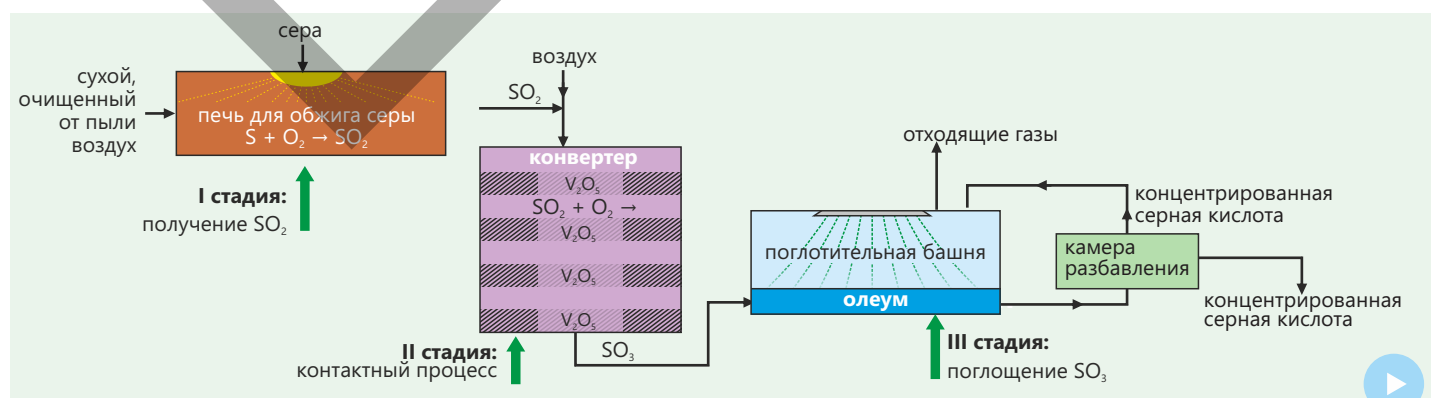 сера
сухой,
очищенный
от пыли
воздух
печь для обжига серы
S + O₂ → SO₂
I стадия:
получение SO₂
воздух
SO₂
конвертер
V₂O₅
SO₂ + O₂ →
V₂O₅
V₂O₅
V₂O₅
II стадия:
контактный процесс
SO₃
отходящие газы
поглотительная башня
олеум
III стадия:
поглощение SO₃
концентрированная
серная кислота
камера
разбавления
концентрированная
серная кислота